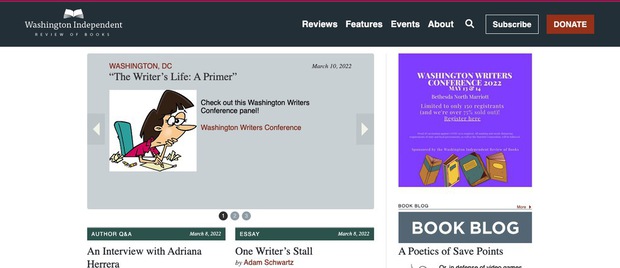 Washington Independent
REVIEW OF BOOKS
Reviews Features Events About Subscribe DONATE
WASHINGTON, DC
March 10, 2022
“The Writer’s Life: A Primer”
Check out this Washington Writers
Conference panel!
Washington Writers Conference
1 2 3
AUTHOR Q&A March 8, 2022
An Interview with Adriana
Herrera
ESSAY March 8, 2022
One Writer’s Stall
by Adam Schwartz
WASHINGTON WRITERS
CONFERENCE 2022
MAY 13 & 14
Bethesda North Marriott
Limited to only 150 registrants
(and we're over 75% sold out)!
Register here
Sponsored by the Washington Independent Review of Books
BOOK BLOG More
BOOK BLOG
A Poetics of Save Points
Or, in defense of video games